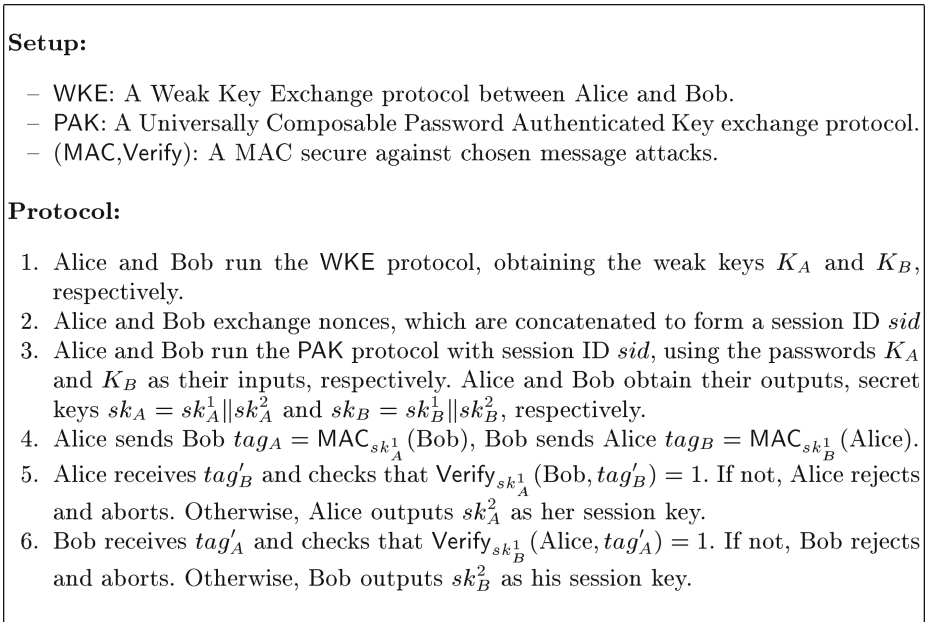 Setup:
– WKE: A Weak Key Exchange protocol between Alice and Bob.
– PAK: A Universally Composable Password Authenticated Key exchange protocol.
– (MAC,Verify): A MAC secure against chosen message attacks.
Protocol:
1. Alice and Bob run the WKE protocol, obtaining the weak keys $K_A$ and $K_B$,
respectively.
2. Alice and Bob exchange nonces, which are concatenated to form a session ID sid
3. Alice and Bob run the PAK protocol with session ID sid, using the passwords $K_A$
and $K_B$ as their inputs, respectively. Alice and Bob obtain their outputs, secret
keys $sk_A = sk_A^1 \| sk_A^2$ and $sk_B = sk_B^1 \| sk_B^2$, respectively.
4. Alice sends Bob $tag_A = \mathsf{MAC}_{sk_A^1}$(Bob), Bob sends Alice $tag_B = \mathsf{MAC}_{sk_B^1}$(Alice).
5. Alice receives $tag'_B$ and checks that $\mathsf{Verify}_{sk_A^1}$(Bob, $tag'_B$) = 1. If not, Alice rejects
and aborts. Otherwise, Alice outputs $sk_A^2$ as her session key.
6. Bob receives $tag'_A$ and checks that $\mathsf{Verify}_{sk_B^1}$(Alice, $tag'_A$) = 1. If not, Bob rejects
and aborts. Otherwise, Bob outputs $sk_B^2$ as his session key.